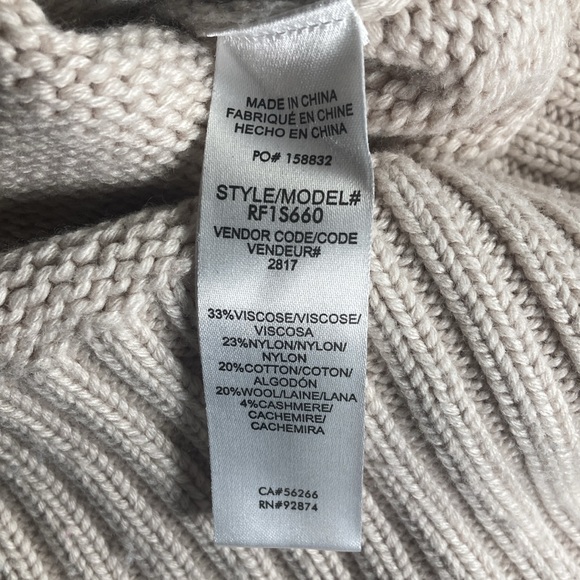 MADE IN CHINA
FABRIQUÉ EN CHINE
HECHO EN CHINA
PO# 158832
STYLE/MODEL#
RF1S660
VENDOR CODE/CODE
VENDEUR#
2817
33%VISCOSE/VISCOSE/
VISCOSA
23%NYLON/NYLON/
NYLON
20%COTTON/COTON/
ALGODÓN
20%WOOL/LAINE/LANA
4%CASHMERE/
CACHEMIRE/
CACHEMIRA
CA#56266
RN#92874